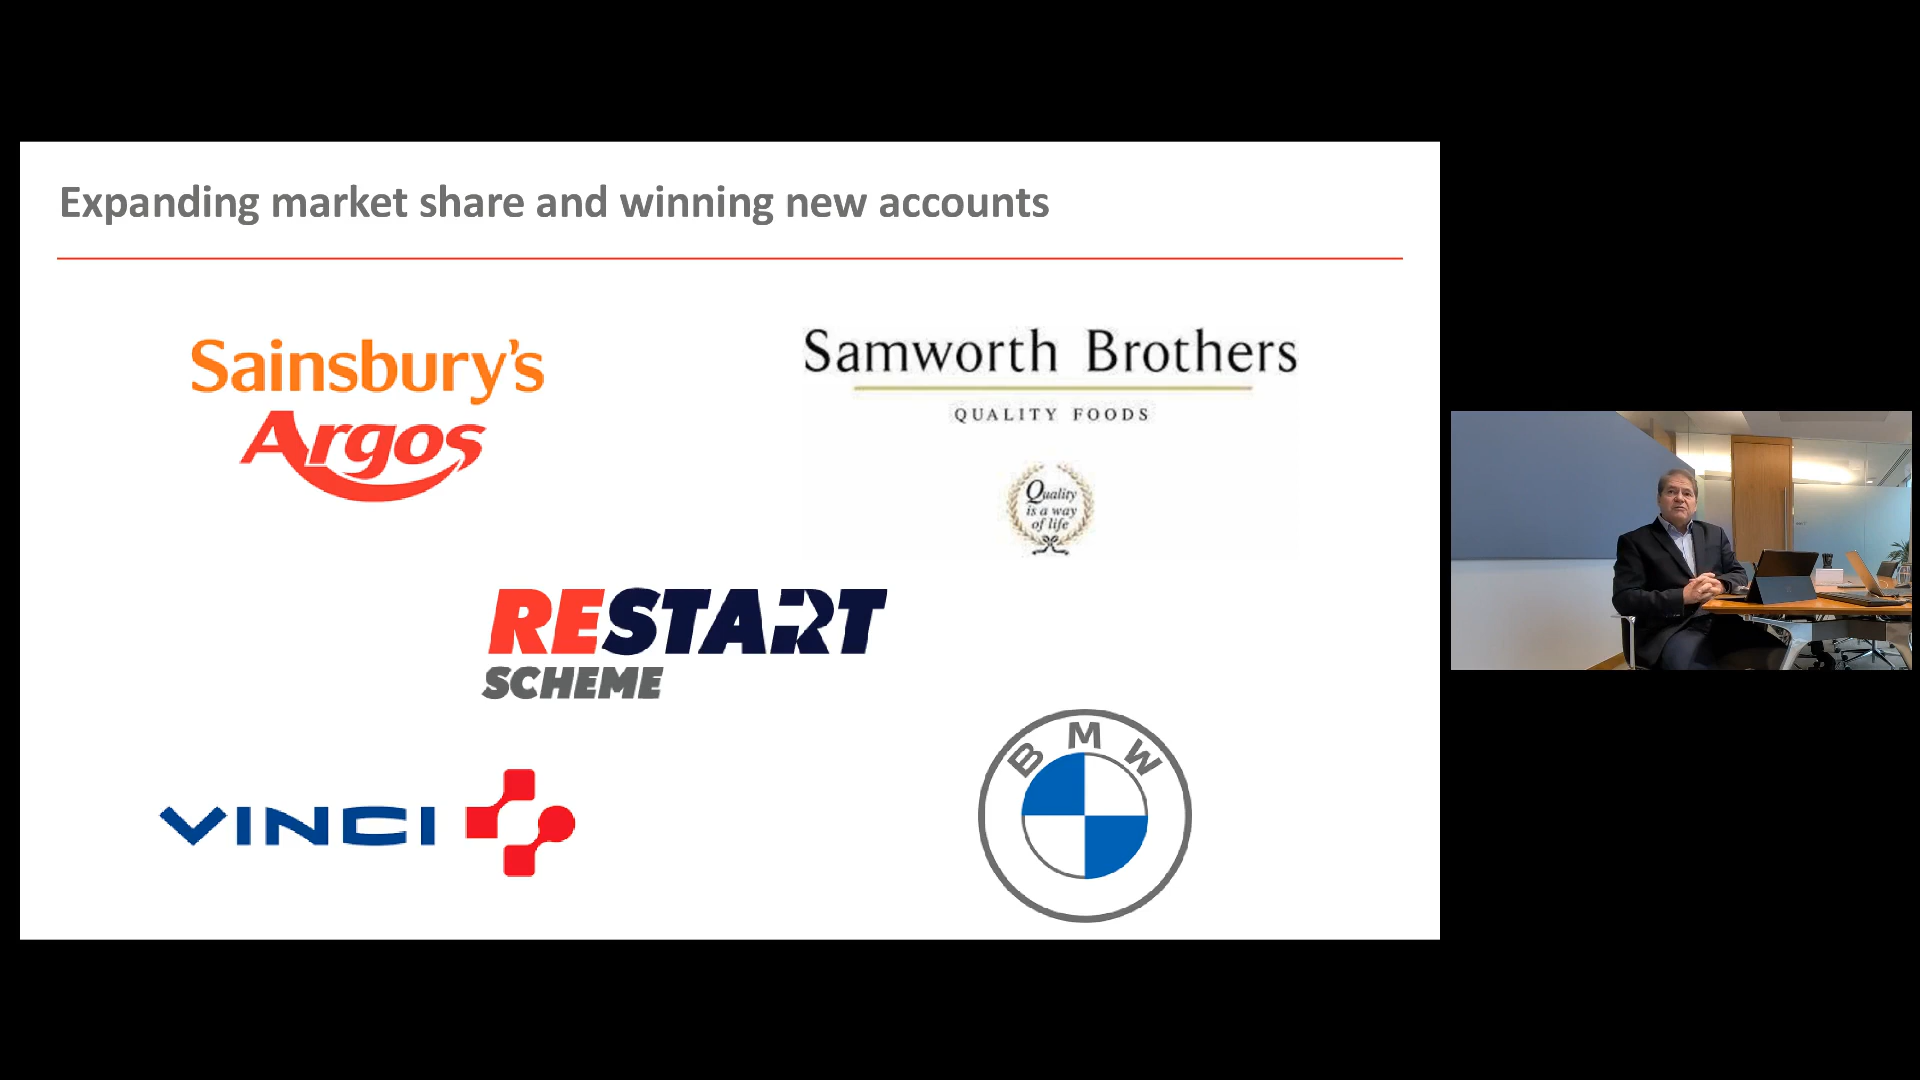 Expanding market share and winning new accounts
Sainsbury's
Argos
Samworth Brothers
QUALITY FOODS
Quality
is a way
of life
RESTART
SCHEME
VINCI
BMW